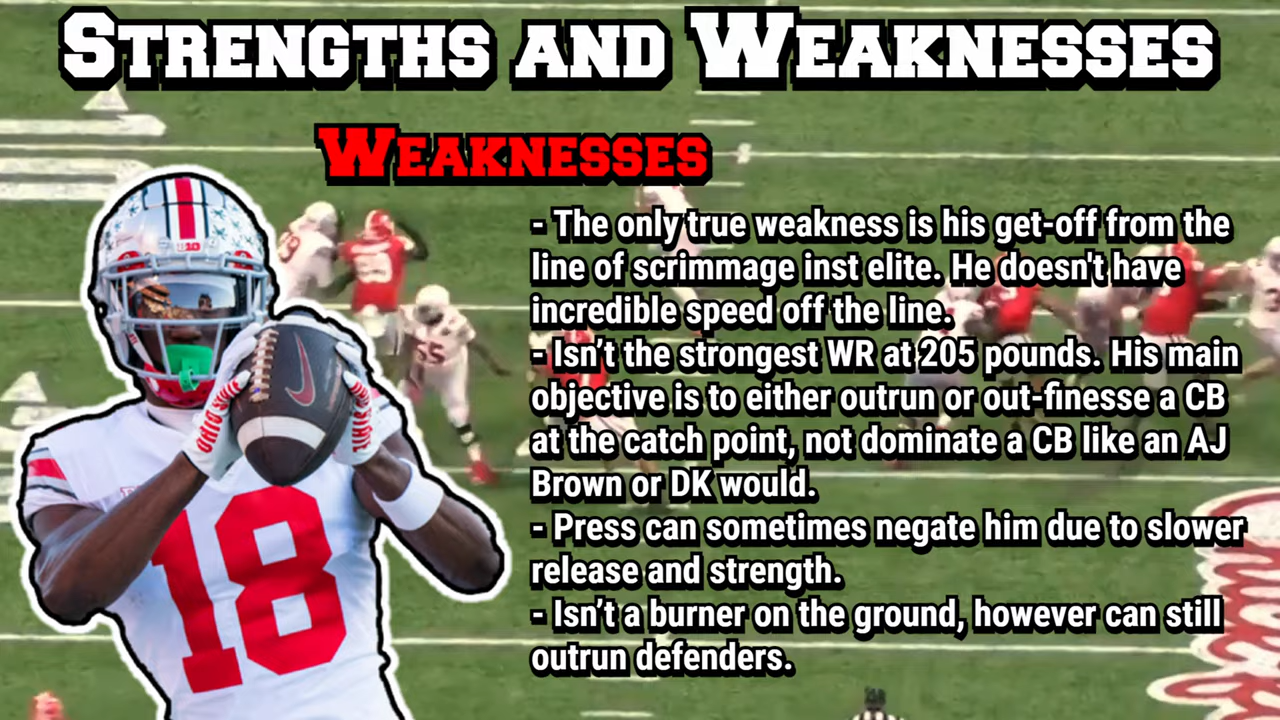 STRENGTHS AND WEAKNESSES
WEAKNESSES
- The only true weakness is his get-off from the
line of scrimmage inst elite. He doesn't have
incredible speed off the line.
- Isn’t the strongest WR at 205 pounds. His main
objective is to either outrun or out-finesse a CB
at the catch point, not dominate a CB like an AJ
Brown or DK would.
- Press can sometimes negate him due to slower
release and strength.
- Isn’t a burner on the ground, however can still
outrun defenders.
18